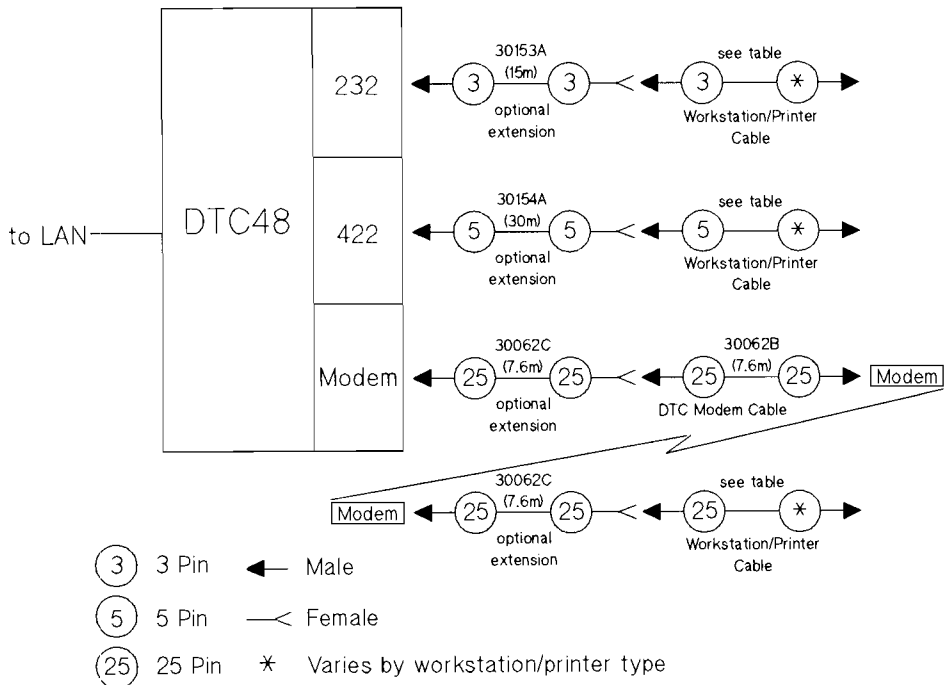 30153A
232
(15m)
see table
3
3
3
*
optional
extension
Workstation/Printer
Cable
to LAN
DTC48
30154A
422
(30m)
see table
5
5
5
*
optional
extension
Workstation/Printer
Cable
30062C
30062B
Modem
(7.6m)
(7.6m)
25
25
25
25
Modem
optional
extension
DTC Modem Cable
30062C
(7.6m)
see table
Modem
25
25
25
*
optional
extension
Workstation/Printer
Cable
3 3 Pin Male
5 5 Pin Female
25 25 Pin * Varies by workstation/printer type